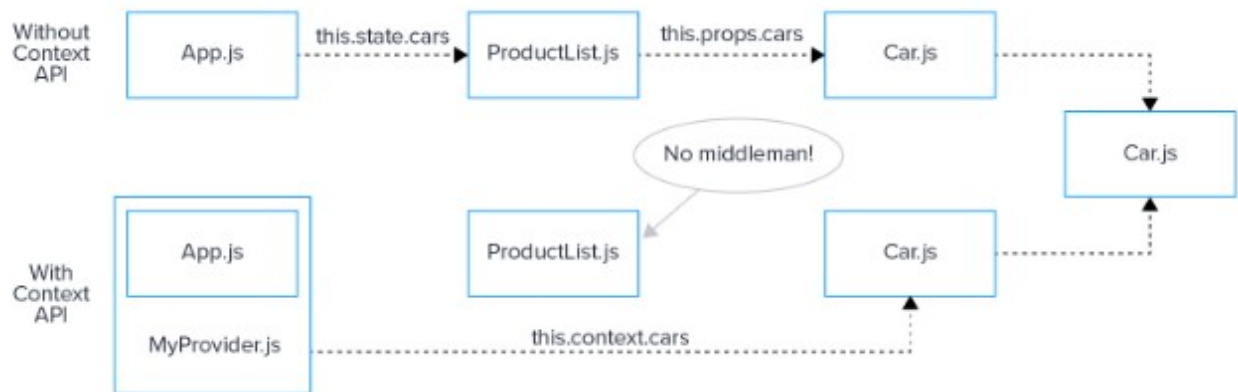 Without
Context
API
App.js
this.state.cars
ProductList.js
this.props.cars
Car.js
Car.js
No middleman!
With
Context
API
App.js
MyProvider.js
ProductList.js
Car.js
this.context.cars